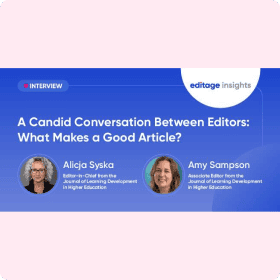 INTERVIEW
editage insights
A Candid Conversation Between Editors:
What Makes a Good Article?
Alicja Syska
Editor-in-Chief from the
Journal of Learning Development
in Higher Education
Amy Sampson
Associate Editor from the
Journal of Learning Development
in Higher Education